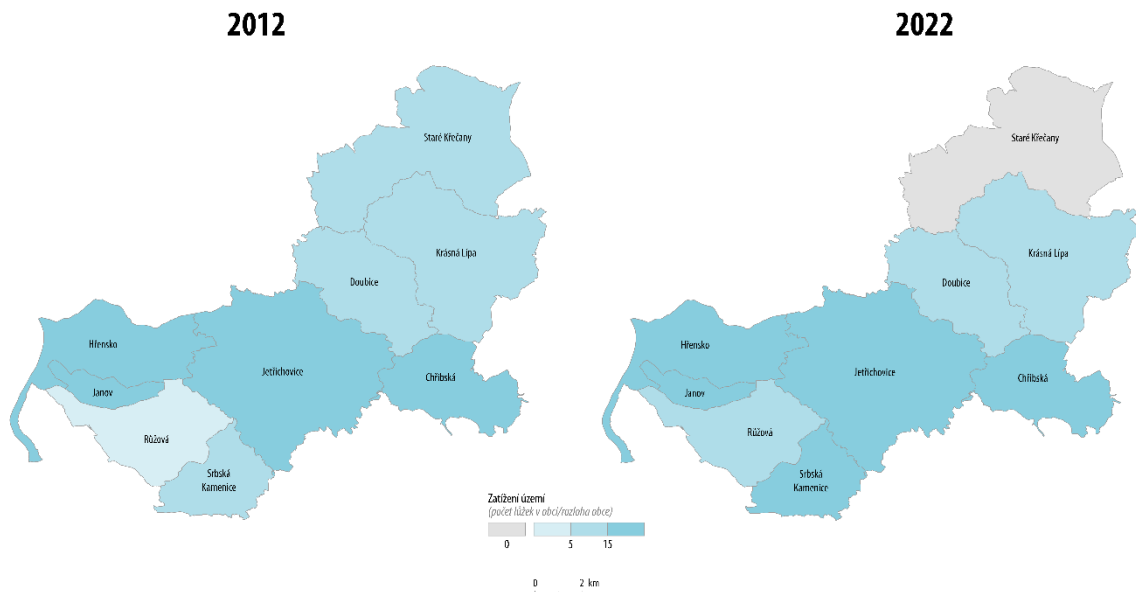 2012
2022
Staré Křečany
Krásná Lípa
Doubice
Hřensko
Jetřichovice
Chřibská
Janov
Růžová
Srbská
Kamenice
Staré Křečany
Krásná Lípa
Doubice
Hřensko
Jetřichovice
Chřibská
Janov
Růžová
Srbská
Kamenice
Zatížení území
(počet lůžek v obci/rozloha obce)
0 5 15
0 2 km